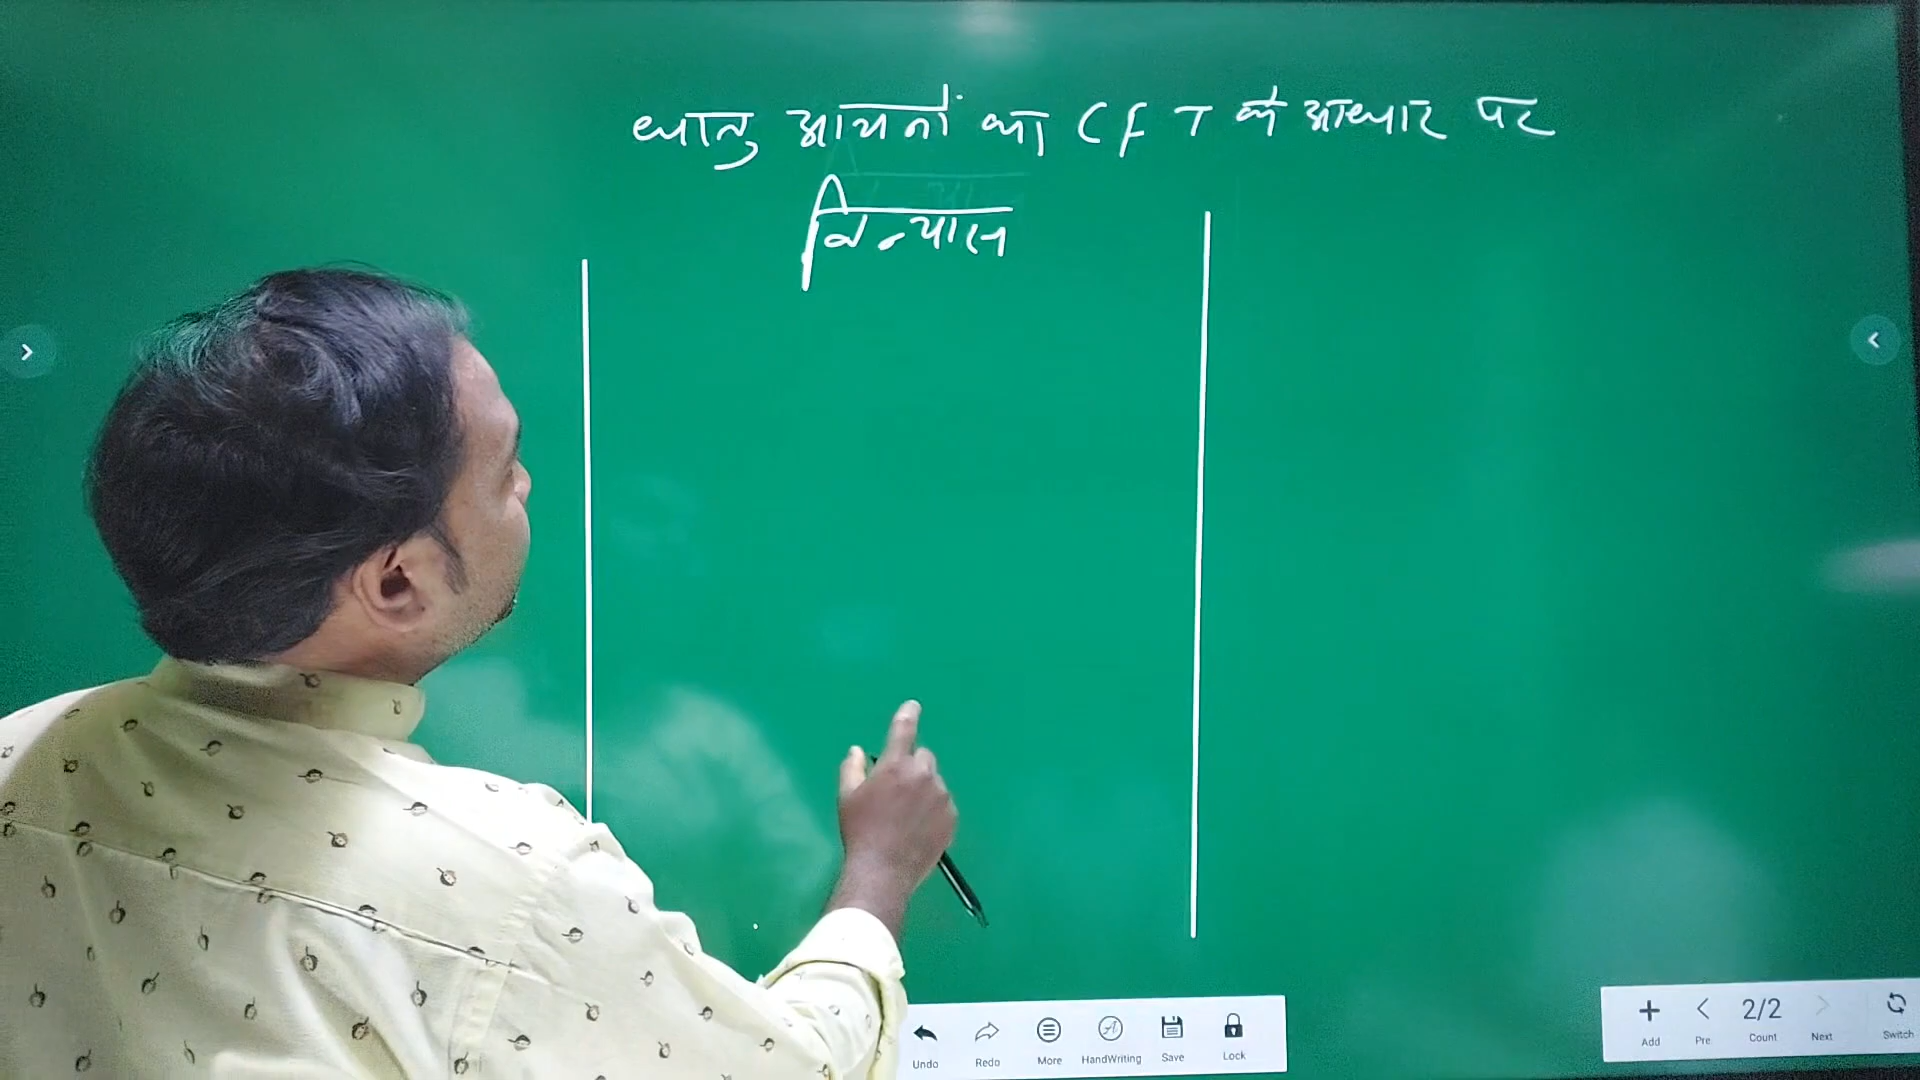 धातु आयनों का CFT के आधार पर
विन्यास
Undo Redo More HandWriting Save Lock
Add Pre 2/2 Count Next Switch